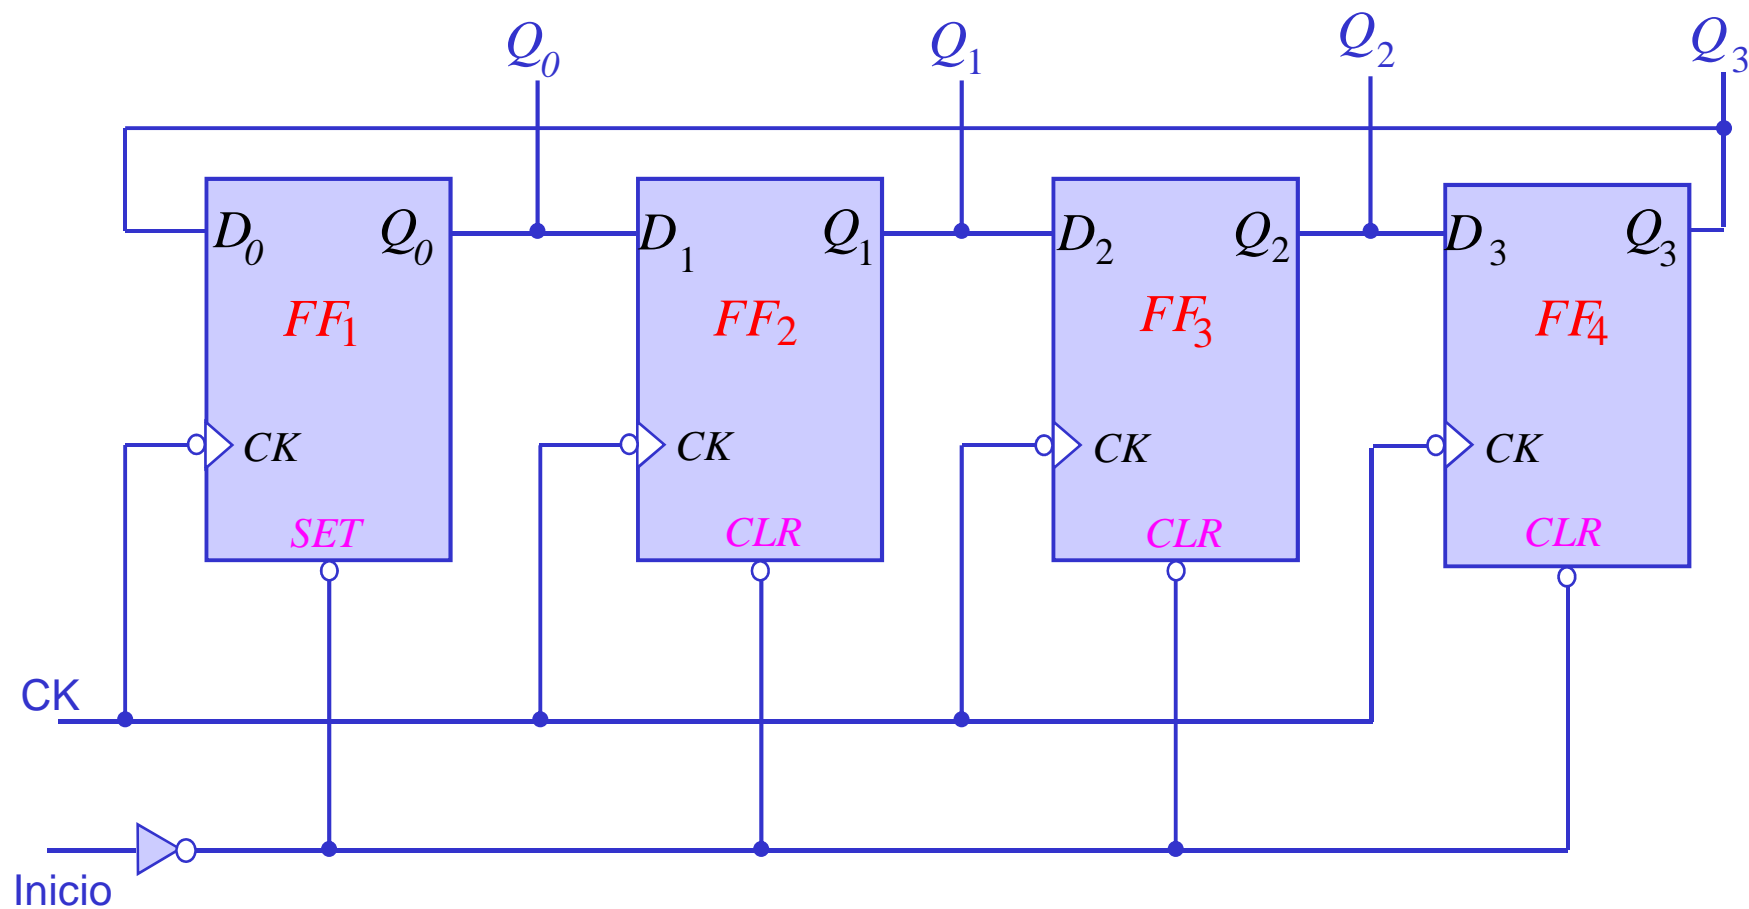 Q0 Q1 Q2 Q3
D0 Q0 D1 Q1 D2 Q2 D3 Q3
FF1 FF2 FF3 FF4
CK CK CK CK
SET CLR CLR CLR
CK
Inicio